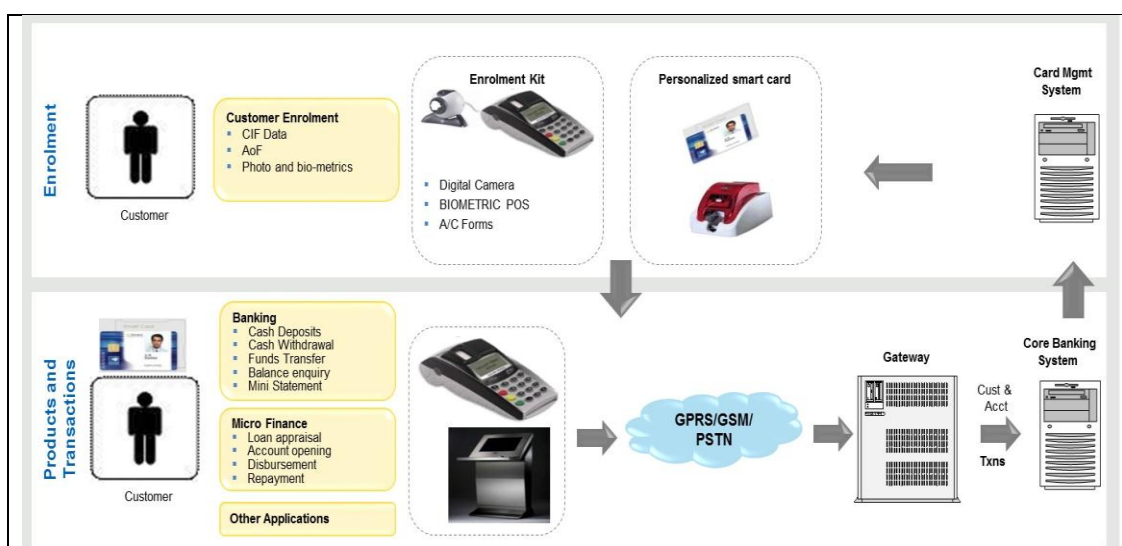 Enrolment
Customer
Customer Enrolment
CIF Data
AoF
Photo and bio-metrics
Enrolment Kit
Digital Camera
BIOMETRIC POS
A/C Forms
Personalized smart card
Card Mgmt
System
Products and
Transactions
Customer
Banking
Cash Deposits
Cash Withdrawal
Funds Transfer
Balance enquiry
Mini Statement
Micro Finance
Loan appraisal
Account opening
Disbursement
Repayment
Other Applications
GPRS/GSM/
PSTN
Gateway
Cust &
Acct
Txns
Core Banking
System